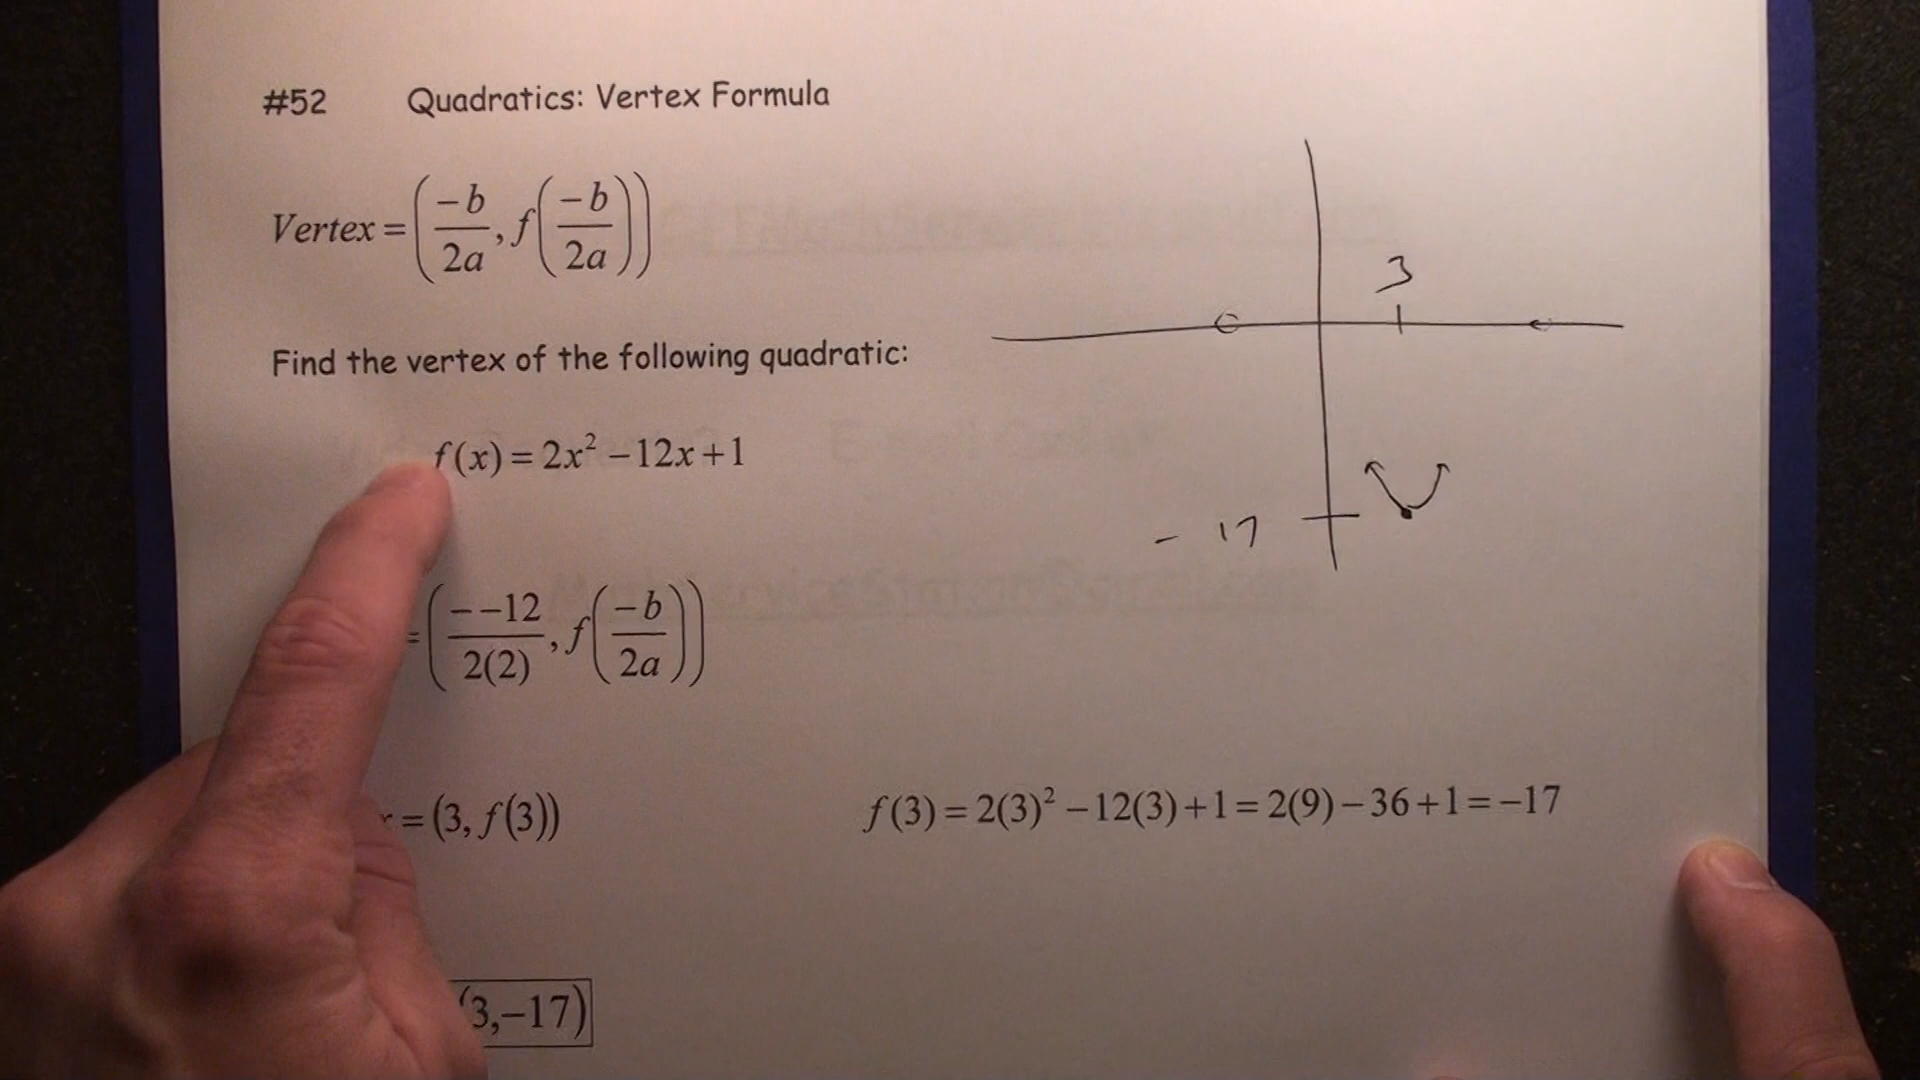 #52 Quadratics: Vertex Formula
Vertex = (-b/2a, f(-b/2a))
Find the vertex of the following quadratic:
f(x) = 2x² - 12x + 1
= (--12/2(2), f(-b/2a))
= (3, f(3))
f(3) = 2(3)² - 12(3) + 1 = 2(9) - 36 + 1 = -17
(3, -17)
3
- 17